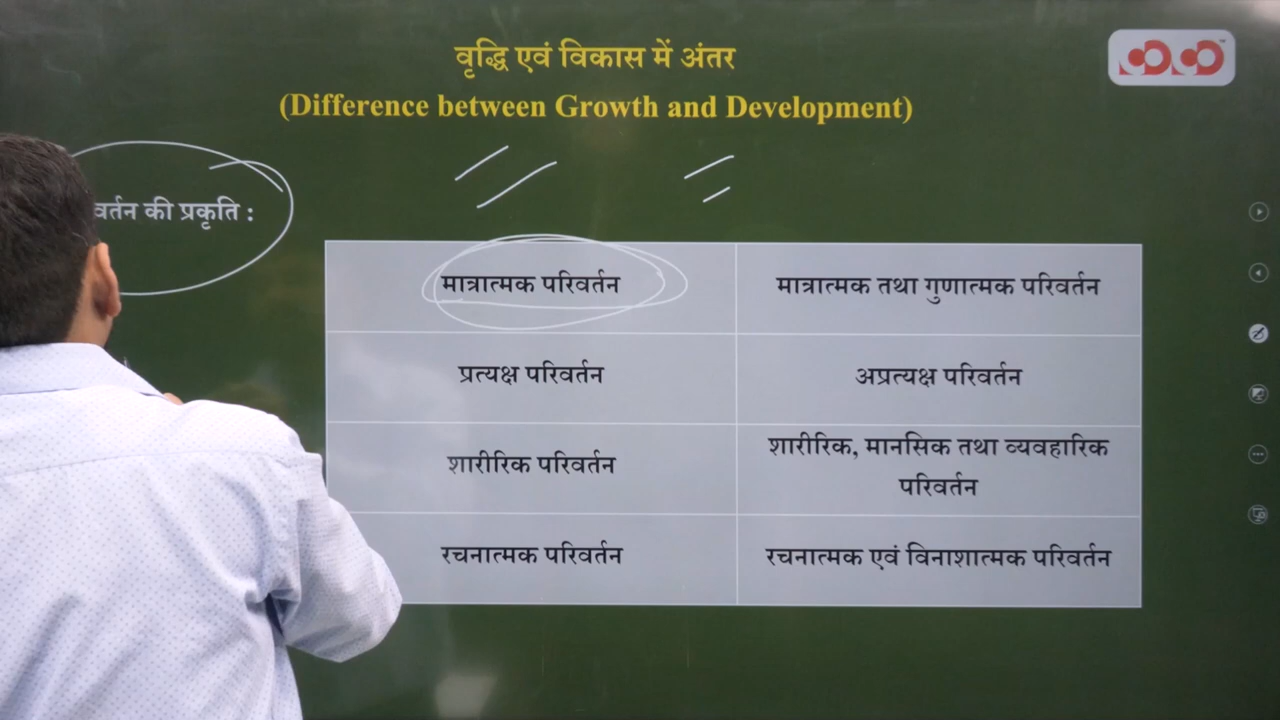 वृद्धि एवं विकास में अंतर
(Difference between Growth and Development)
की प्रकृति :
मात्रात्मक परिवर्तन
मात्रात्मक तथा गुणात्मक परिवर्तन
प्रत्यक्ष परिवर्तन
अप्रत्यक्ष परिवर्तन
शारीरिक परिवर्तन
शारीरिक, मानसिक तथा व्यवहारिक
परिवर्तन
रचनात्मक परिवर्तन
रचनात्मक एवं विनाशात्मक परिवर्तन